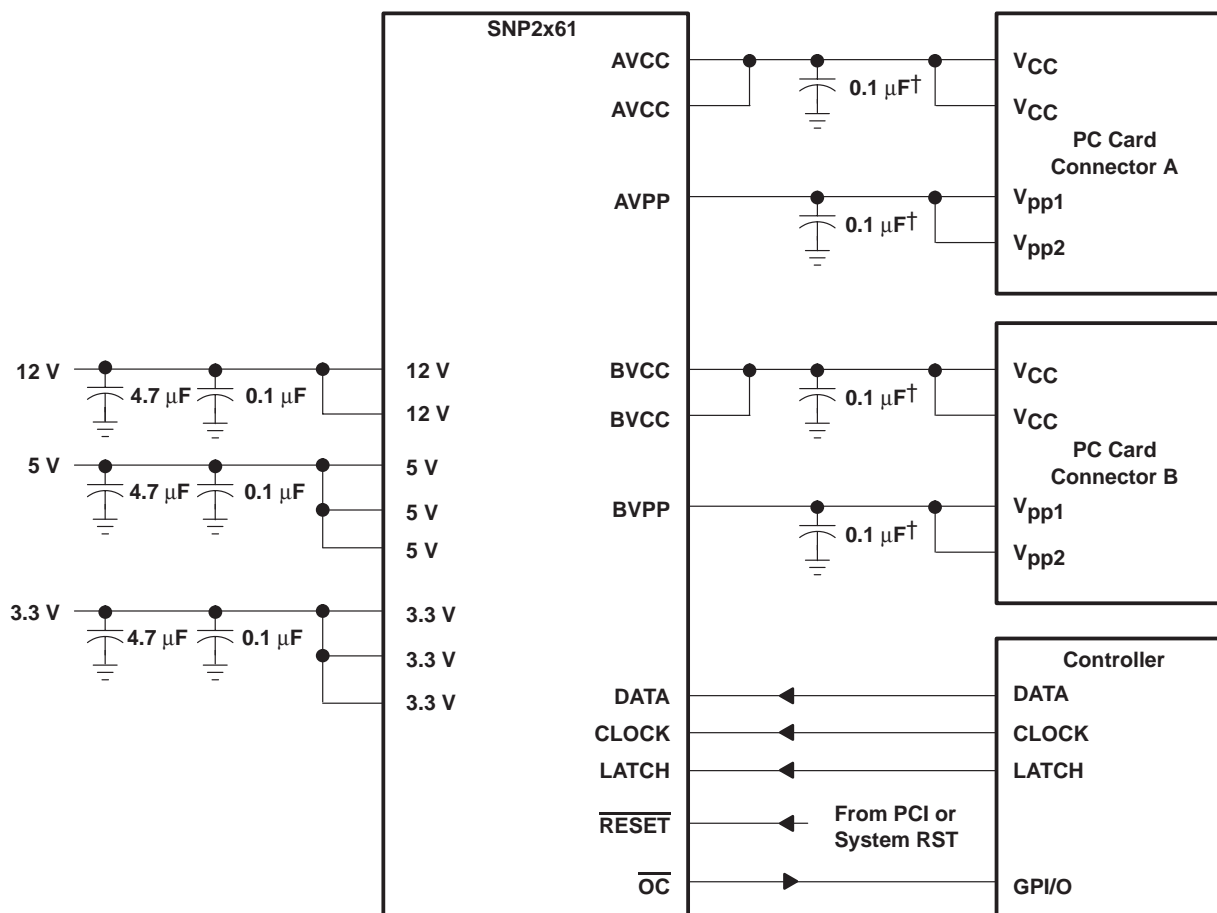 SNP2x61
AVCC
AVCC
AVPP
0.1 μF†
0.1 μF†
VCC
VCC
PC Card
Connector A
Vpp1
Vpp2
12 V
4.7 μF
0.1 μF
12 V
12 V
5 V
4.7 μF
0.1 μF
5 V
5 V
5 V
3.3 V
4.7 μF
0.1 μF
3.3 V
3.3 V
3.3 V
BVCC
BVCC
BVPP
0.1 μF†
0.1 μF†
VCC
VCC
PC Card
Connector B
Vpp1
Vpp2
DATA
CLOCK
LATCH
R̅E̅S̅E̅T̅
O̅C̅
From PCI or
System RST
Controller
DATA
CLOCK
LATCH
GPI/O